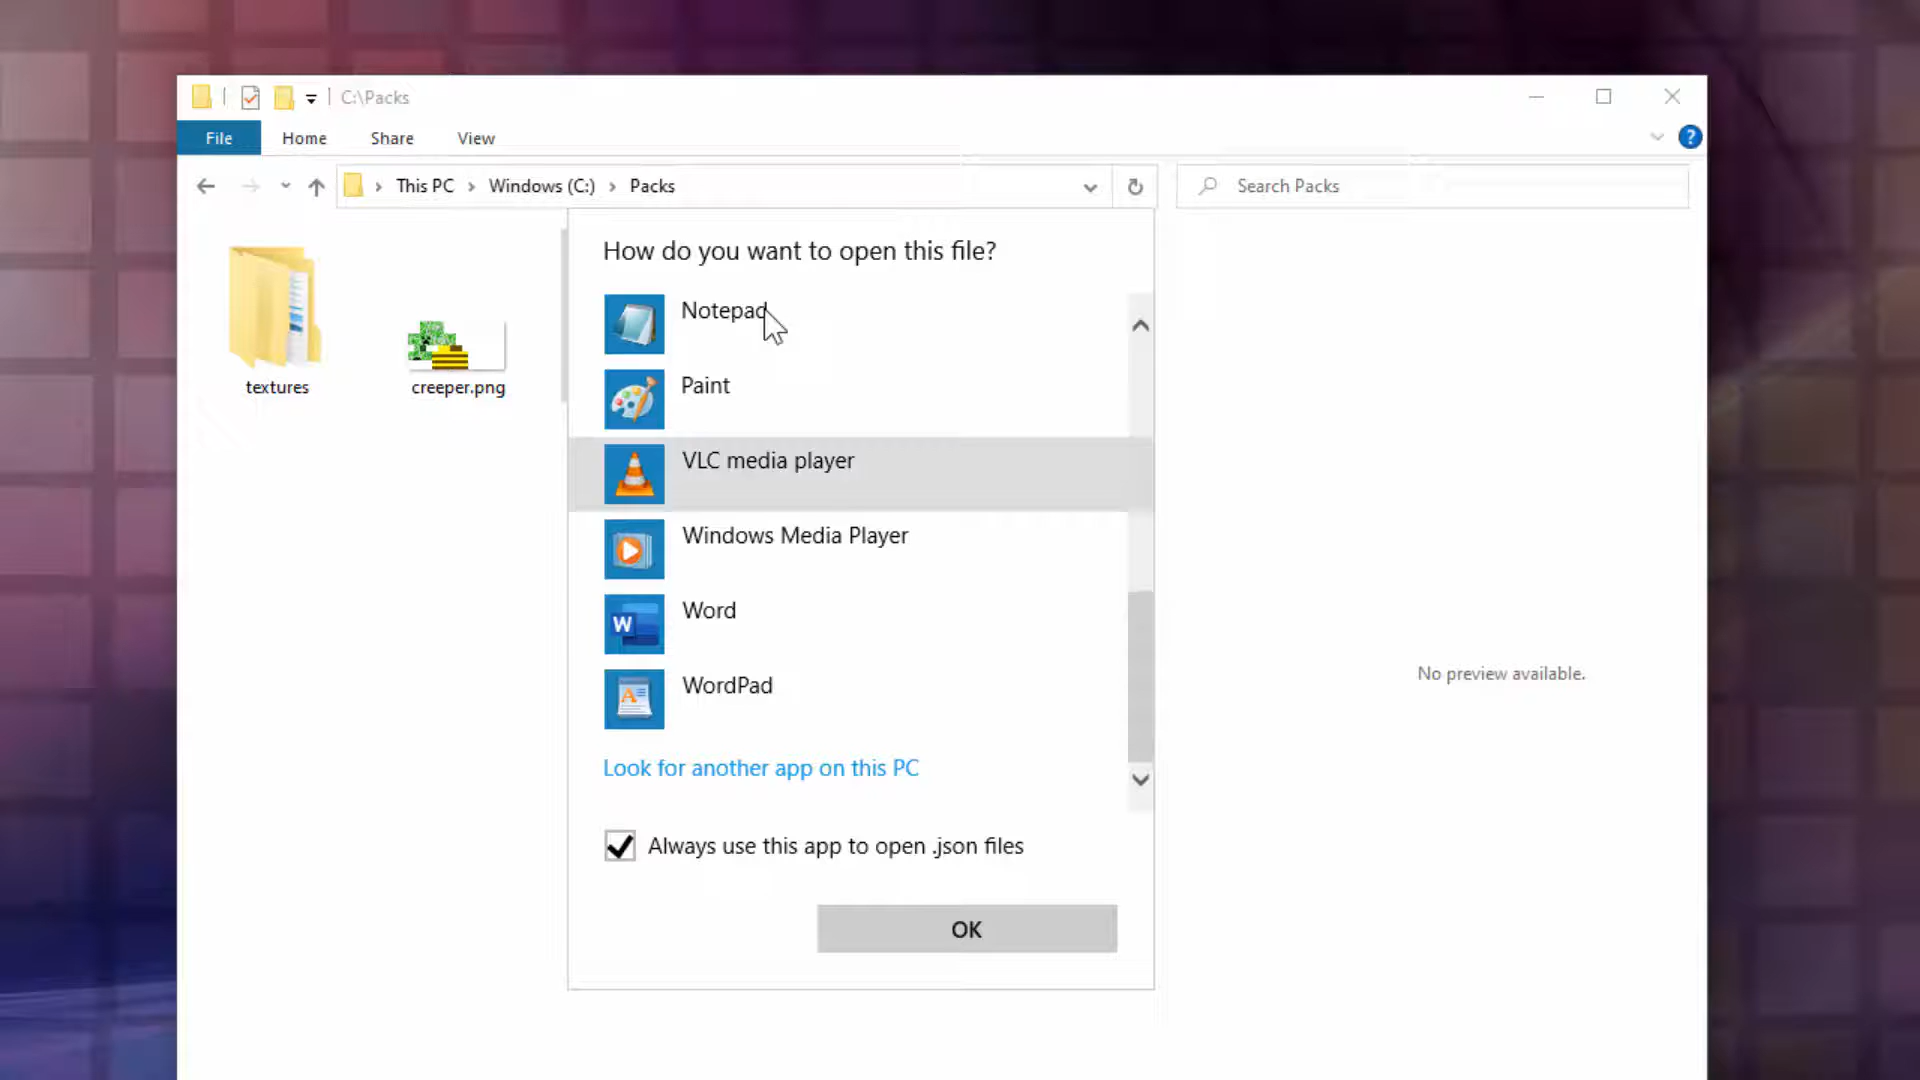 C:\Packs
File Home Share View
?
This PC > Windows (C:) > Packs
Search Packs
textures
creeper.png
How do you want to open this file?
Notepad
Paint
VLC media player
Windows Media Player
W
Word
A
WordPad
Look for another app on this PC
Always use this app to open .json files
OK
No preview available.